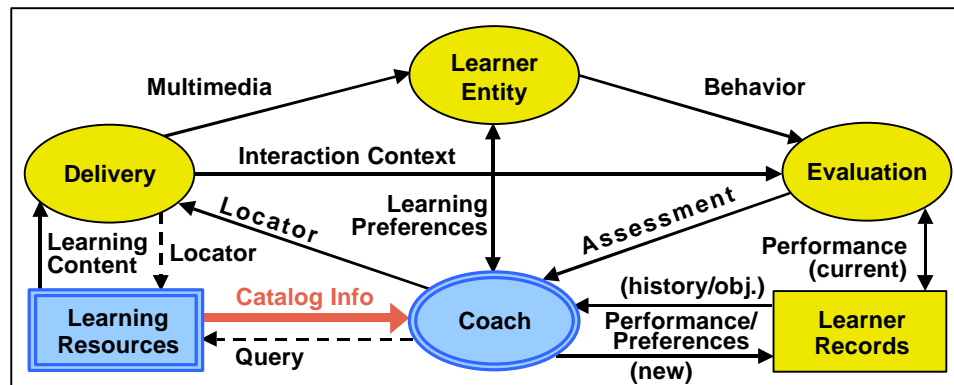 Learner
Entity
Multimedia
Behavior
Delivery
Interaction Context
Evaluation
Locator
Learning
Preferences
Assessment
Learning
Content
Locator
Performance
(current)
Catalog Info
(history/obj.)
Learning
Resources
Coach
Performance/
Preferences
Learner
Records
Query
(new)